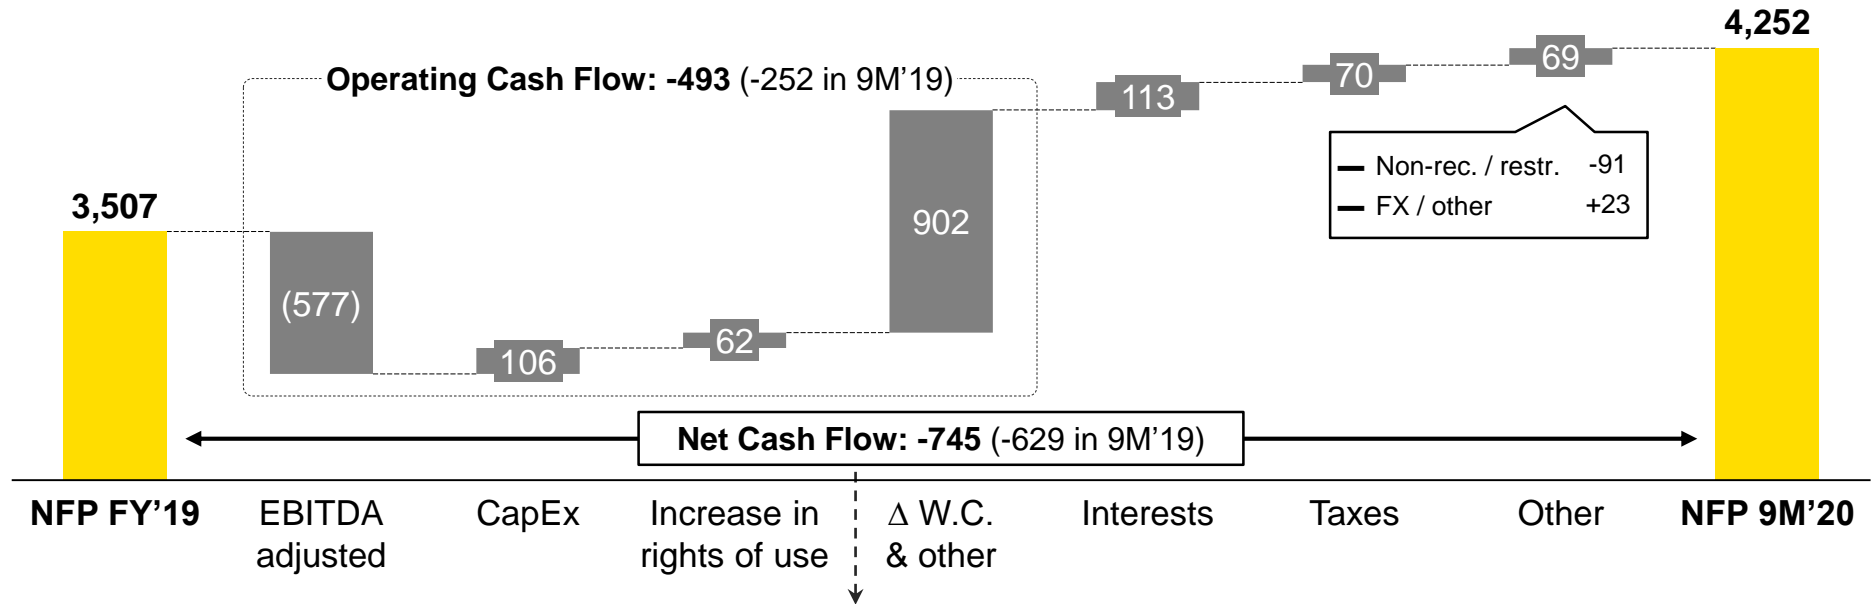 4,252
69
Operating Cash Flow: -493 (-252 in 9M’19)
70
113
Non-rec. / restr. -91
FX / other +23
3,507
902
(577)
62
106
Net Cash Flow: -745 (-629 in 9M’19)
NFP FY’19
EBITDA
adjusted
CapEx
Increase in
rights of use
Δ W.C.
& other
Interests
Taxes
Other
NFP 9M’20